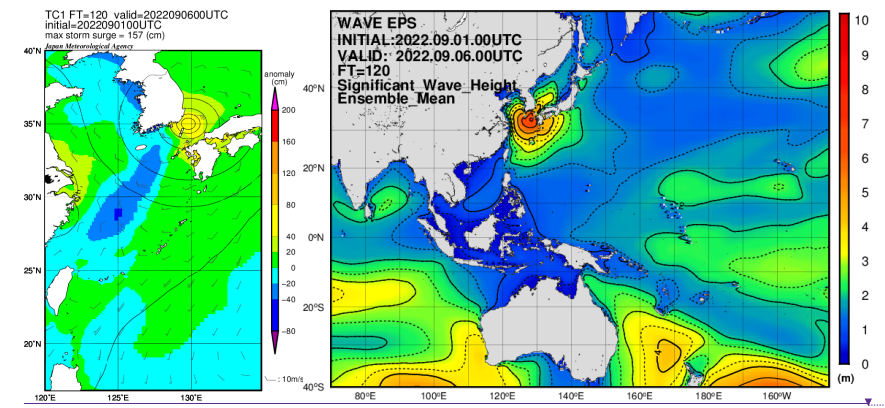 TC1 FT=120 valid=2022090600UTC
initial=2022090100UTC
max storm surge = 157 (cm)
Japan Meteorological Agency
40°N
35°N
30°N
25°N
20°N
120°E
125°E
130°E
anomaly
(cm)
200
160
120
80
40
20
0
−20
−40
−80
: 10m/s
WAVE EPS
INITIAL:2022.09.01.00UTC
VALID: 2022.09.06.00UTC
FT=120
Significant_Wave_Height
Ensemble_Mean
40°N
20°N
0°N
20°S
40°S
80°E
100°E
120°E
140°E
160°E
180°E
160°W
4
10
9
8
7
6
5
4
3
2
1
0
(m)